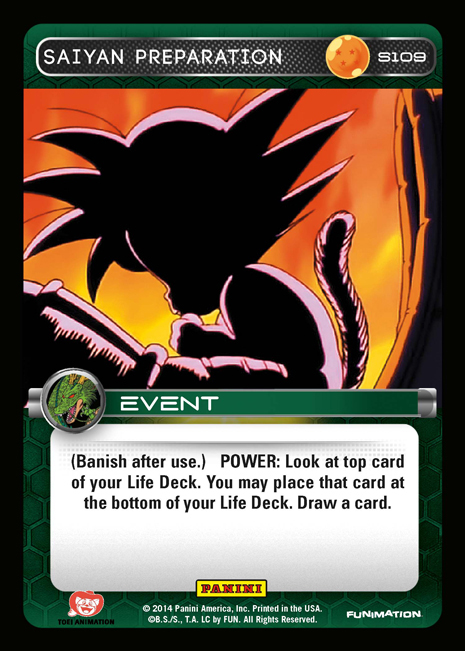 SAIYAN PREPARATION
S109
EVENT
(Banish after use.) POWER: Look at top card
of your Life Deck. You may place that card at
the bottom of your Life Deck. Draw a card.
PANINI
TOEI ANIMATION
© 2014 Panini America, Inc. Printed in the USA.
©B.S./S., T.A. LC by FUN. All Rights Reserved.
FUNIMATION